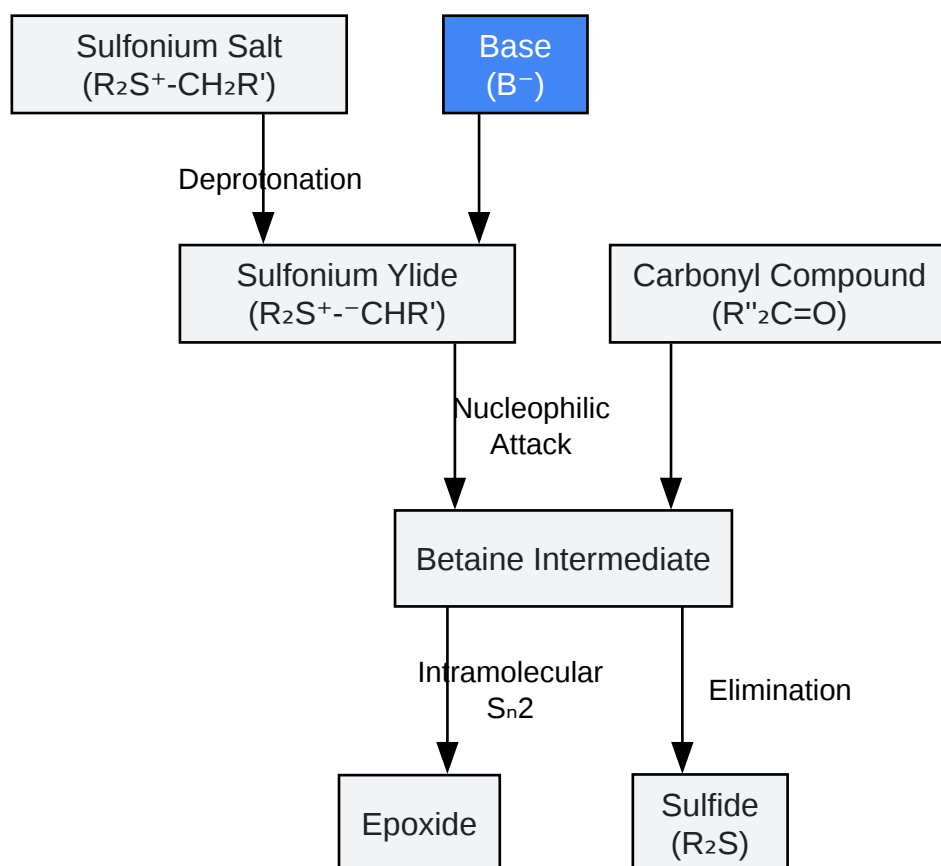 Sulfonium Salt
(R₂S⁺-CH₂R')
Base
(B⁻)
Deprotonation
Sulfonium Ylide
(R₂S⁺-⁻CHR')
Carbonyl Compound
(R"₂C=O)
Nucleophilic
Attack
Betaine Intermediate
Intramolecular
Sₙ2
Elimination
Epoxide
Sulfide
(R₂S)